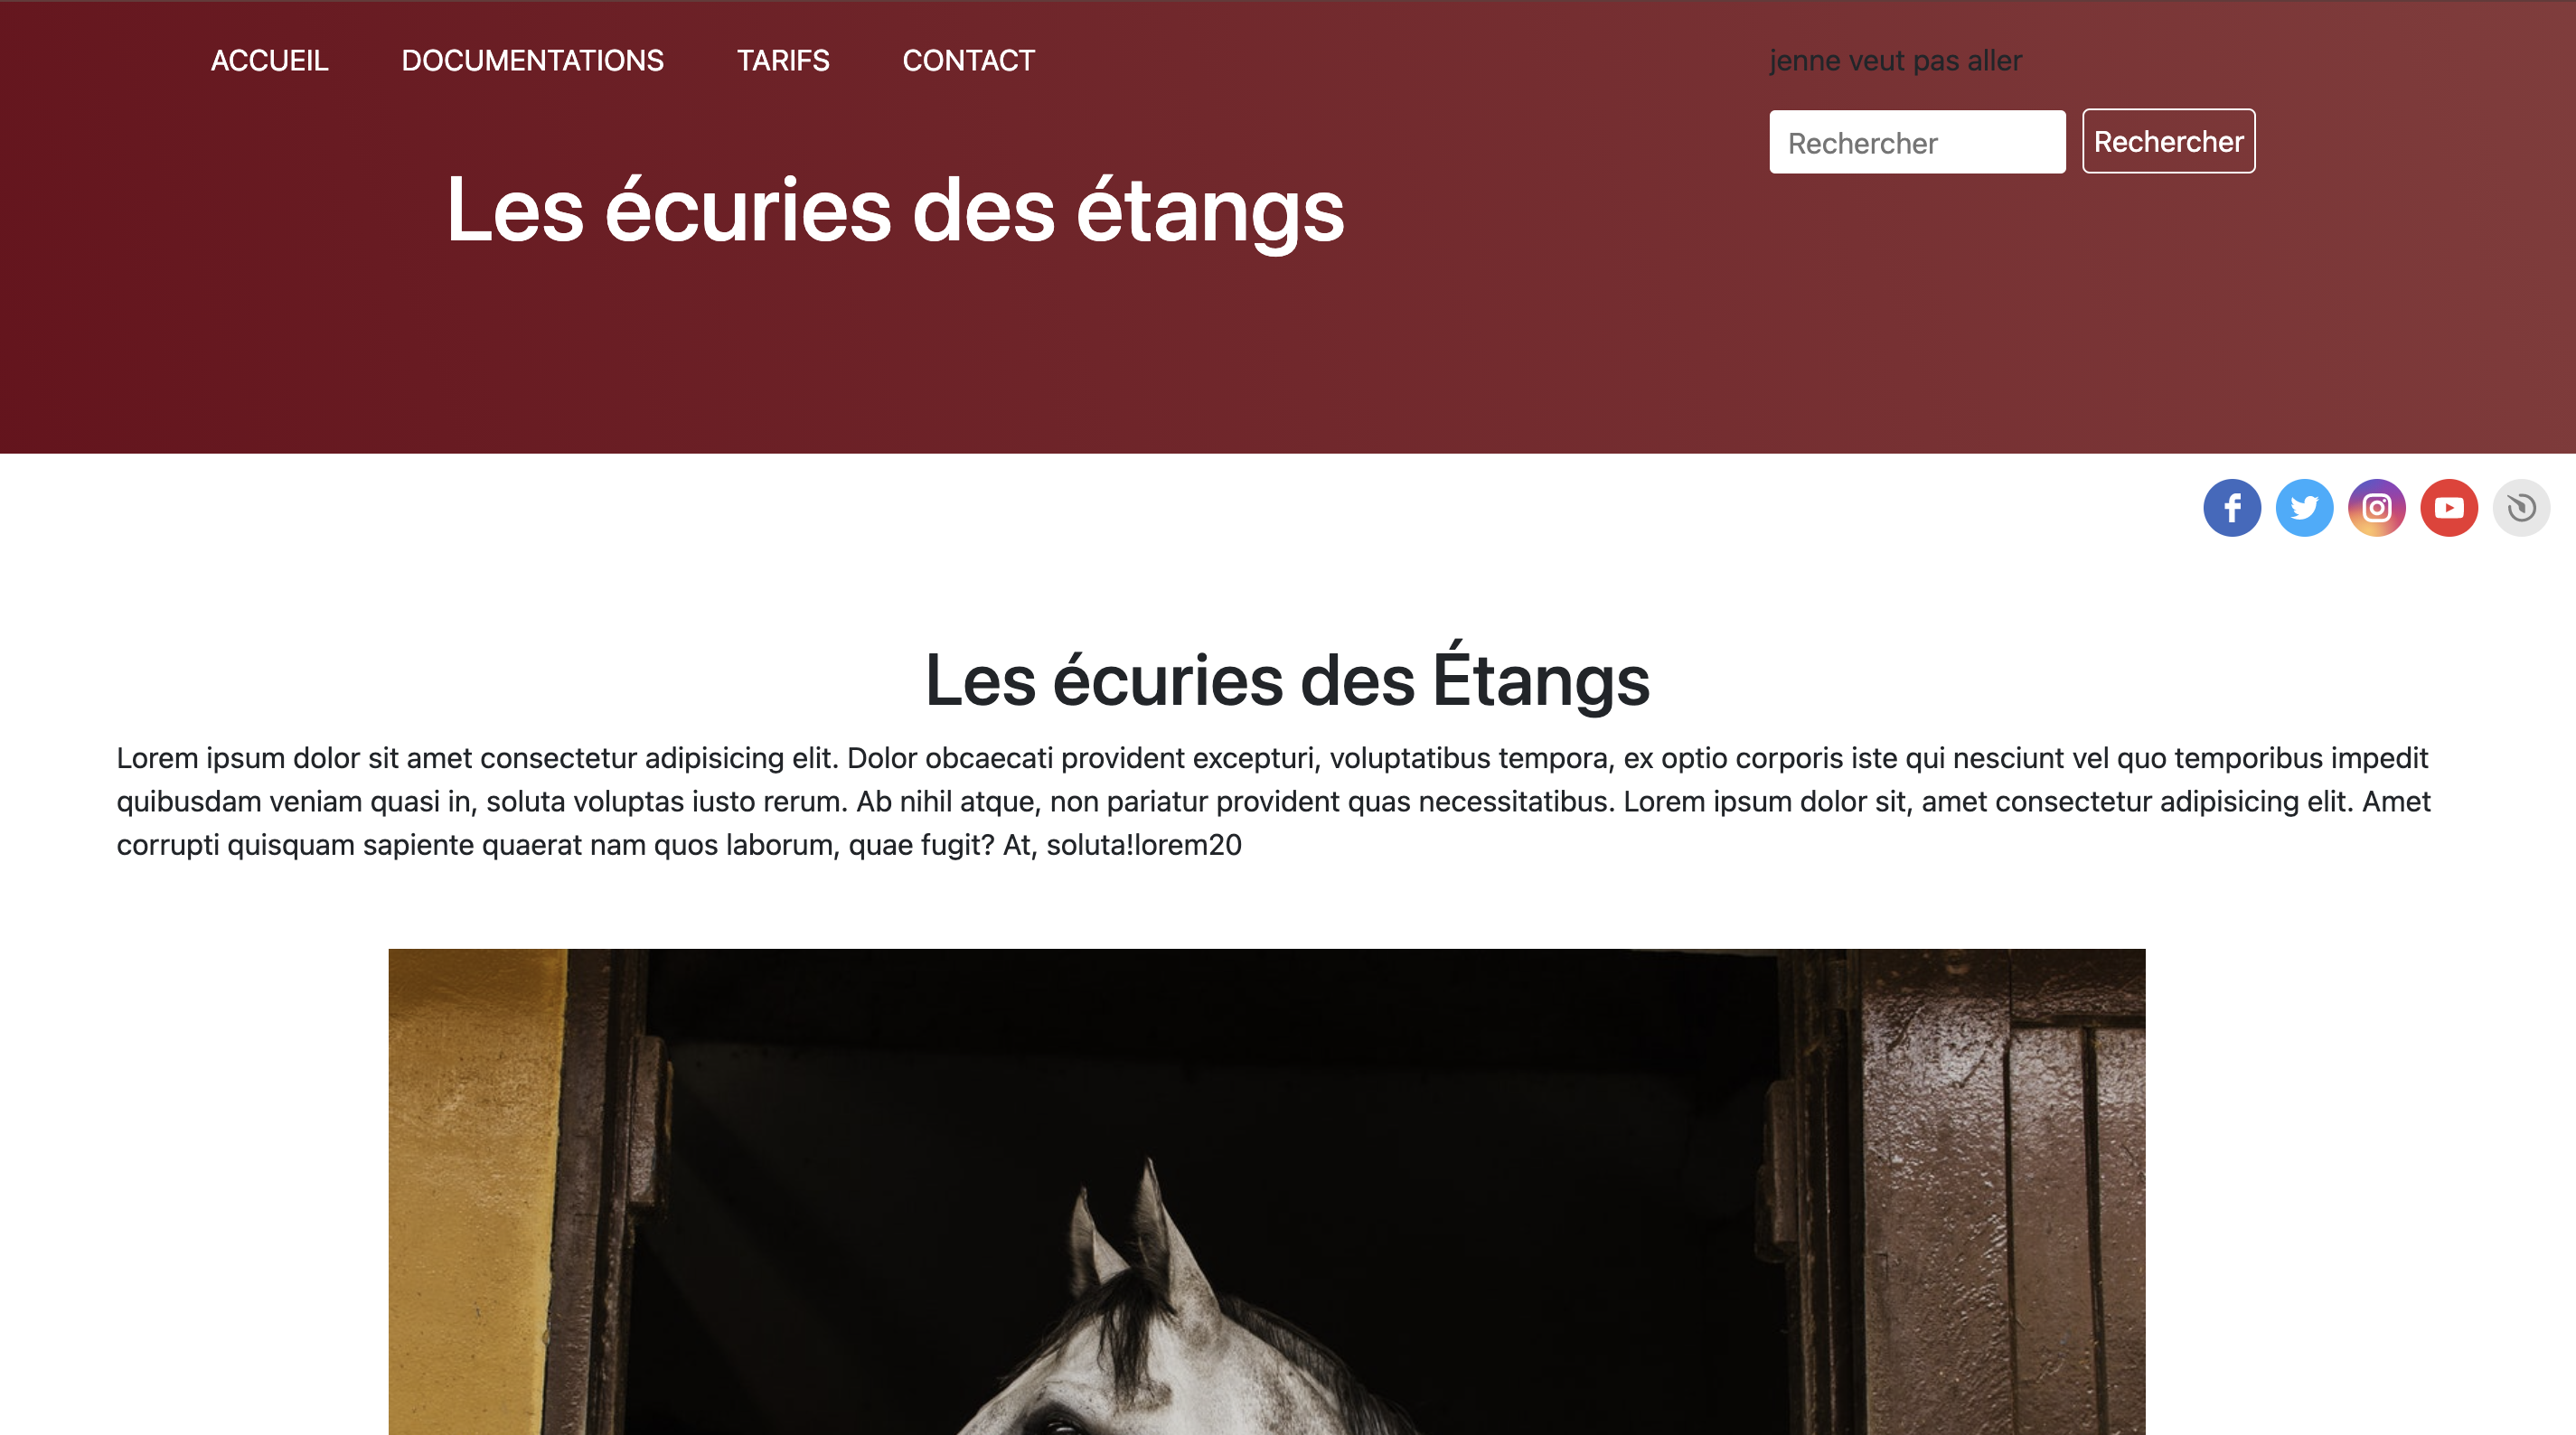 ACCUEIL DOCUMENTATIONS TARIFS CONTACT
jenne veut pas aller
Rechercher Rechercher
Les écuries des étangs
Les écuries des Étangs
Lorem ipsum dolor sit amet consectetur adipisicing elit. Dolor obcaecati provident excepturi, voluptatibus tempora, ex optio corporis iste qui nesciunt vel quo temporibus impedit
quibusdam veniam quasi in, soluta voluptas iusto rerum. Ab nihil atque, non pariatur provident quas necessitatibus. Lorem ipsum dolor sit, amet consectetur adipisicing elit. Amet
corrupti quisquam sapiente quaerat nam quos laborum, quae fugit? At, soluta!lorem20